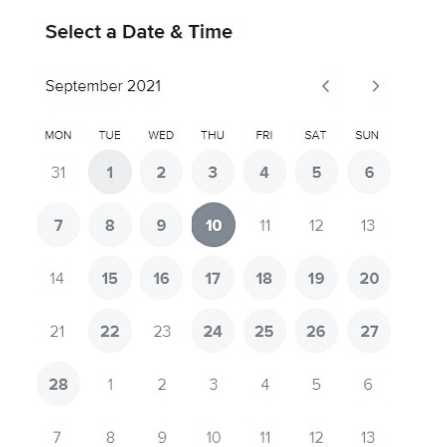 Select a Date & Time
September 2021
MON TUE WED THU FRI SAT SUN
31 1 2 3 4 5 6
7 8 9 10 11 12 13
14 15 16 17 18 19 20
21 22 23 24 25 26 27
28 1 2 3 4 5 6
7 8 9 10 11 12 13